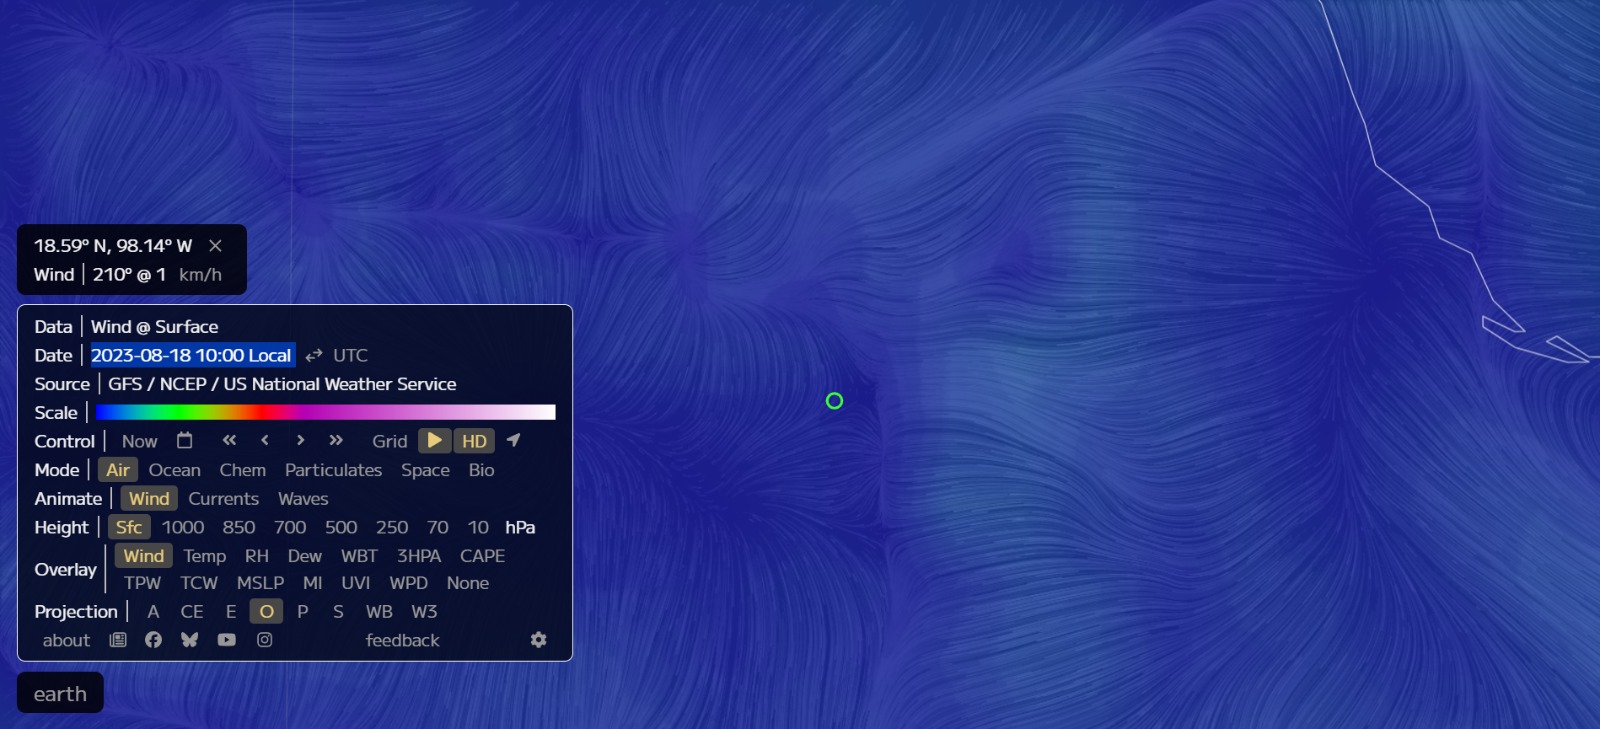 18.59° N, 98.14° W ×
Wind | 210° @ 1 km/h
Data | Wind @ Surface
Date | 2023-08-18 10:00 Local ⇄ UTC
Source | GFS / NCEP / US National Weather Service
Scale |
Control | Now « ‹ › » Grid HD
Mode | Air Ocean Chem Particulates Space Bio
Animate | Wind Currents Waves
Height | Sfc 1000 850 700 500 250 70 10 hPa
Overlay | Wind Temp RH Dew WBT 3HPA CAPE
TPW TCW MSLP MI UVI WPD None
Projection | A CE E O P S WB W3
about feedback
earth